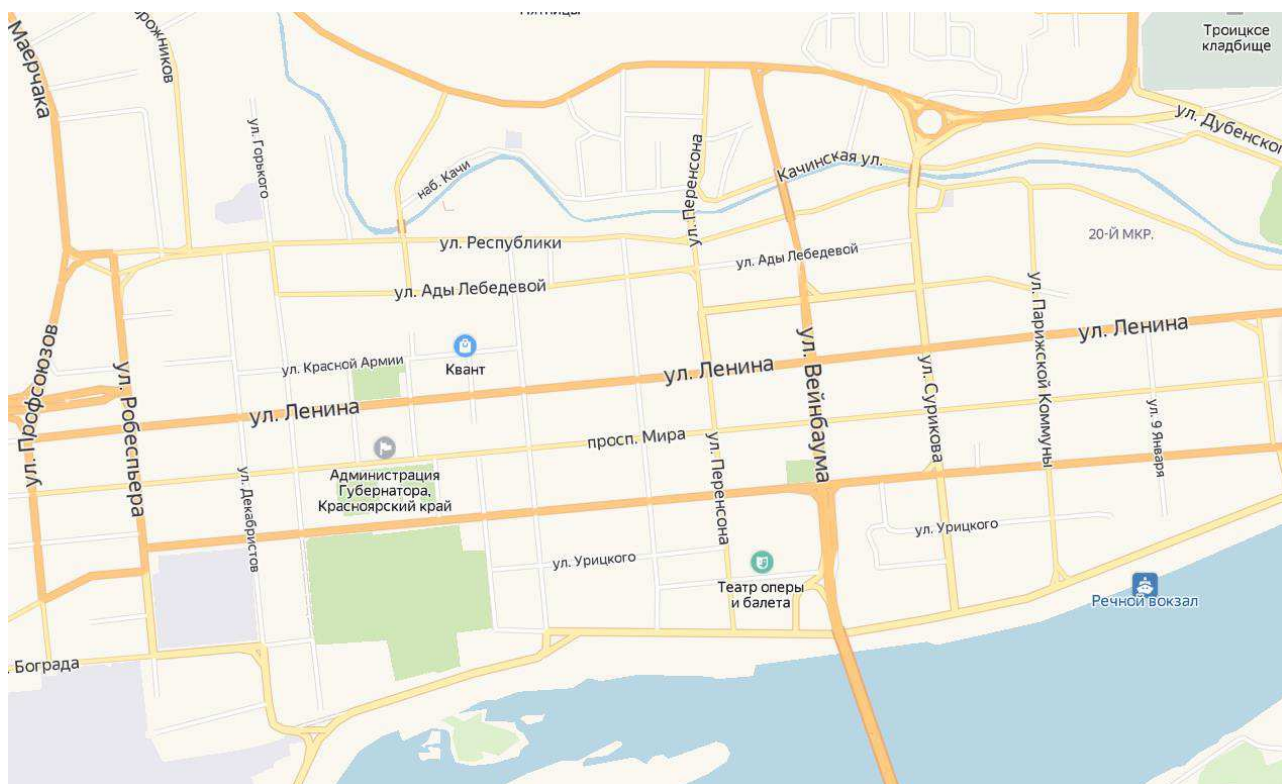 Маерчака
Троицкое
кладбище
ул. Дубенского
ул. Горького
наб. Качи
ул. Перенсона
Качинская ул.
ул. Республики
20-Й МКР.
ул. Ады Лебедевой
ул. Ады Лебедевой
ул. Профсоюзов
ул. Робеспьера
ул. Красной Армии
Квант
ул. Ленина
ул. Ленина
ул. Ленина
ул. Вейнбаума
ул. Сурикова
ул. Парижской Коммуны
ул. 9 Января
просп. Мира
ул. Перенсона
Администрация
Губернатора,
Красноярский край
ул. Декабристов
ул. Урицкого
ул. Урицкого
Театр оперы
и балета
Речной вокзал
Бограда